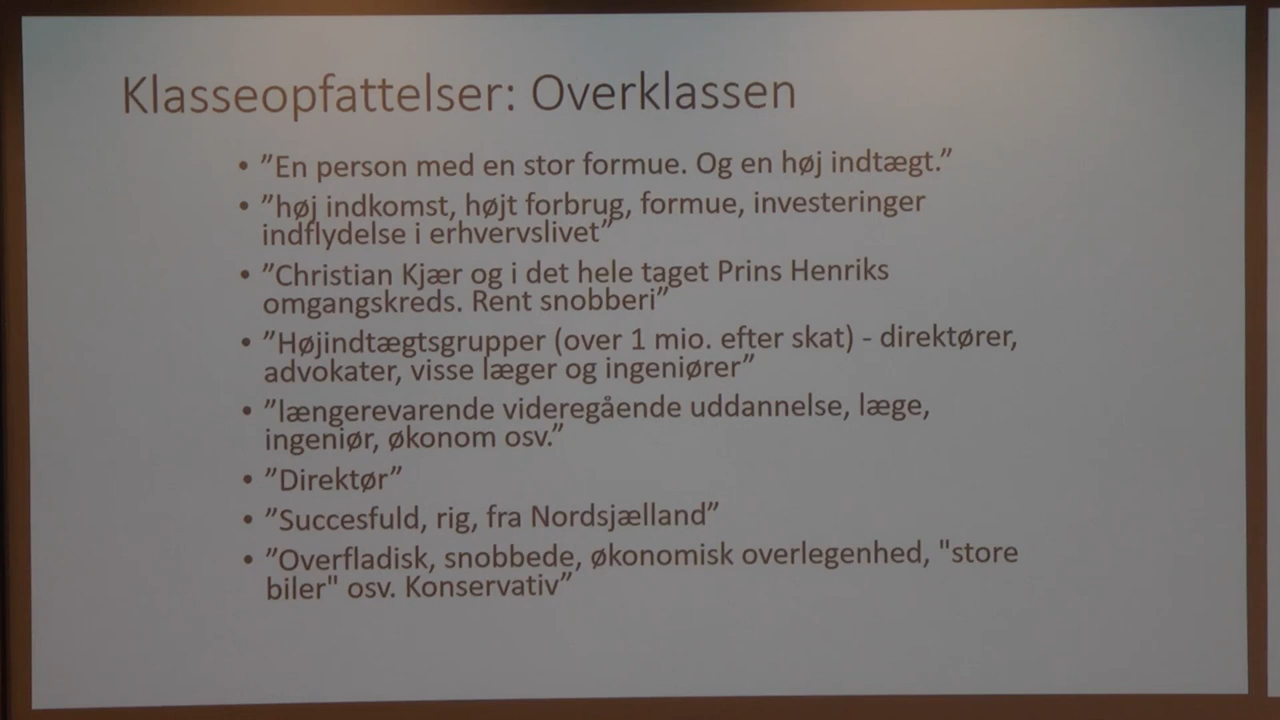 Klasseopfattelser: Overklassen
• ”En person med en stor formue. Og en høj indtægt.”
• ”høj indkomst, højt forbrug, formue, investeringer
indflydelse i erhvervslivet”
• ”Christian Kjær og i det hele taget Prins Henriks
omgangskreds. Rent snobberi”
• ”Højindtægtsgrupper (over 1 mio. efter skat) - direktører,
advokater, visse læger og ingeniører”
• ”længerevarende videregående uddannelse, læge,
ingeniør, økonom osv.”
• ”Direktør”
• ”Succesfuld, rig, fra Nordsjælland”
• ”Overfladisk, snobbede, økonomisk overlegenhed, "store
biler" osv. Konservativ”